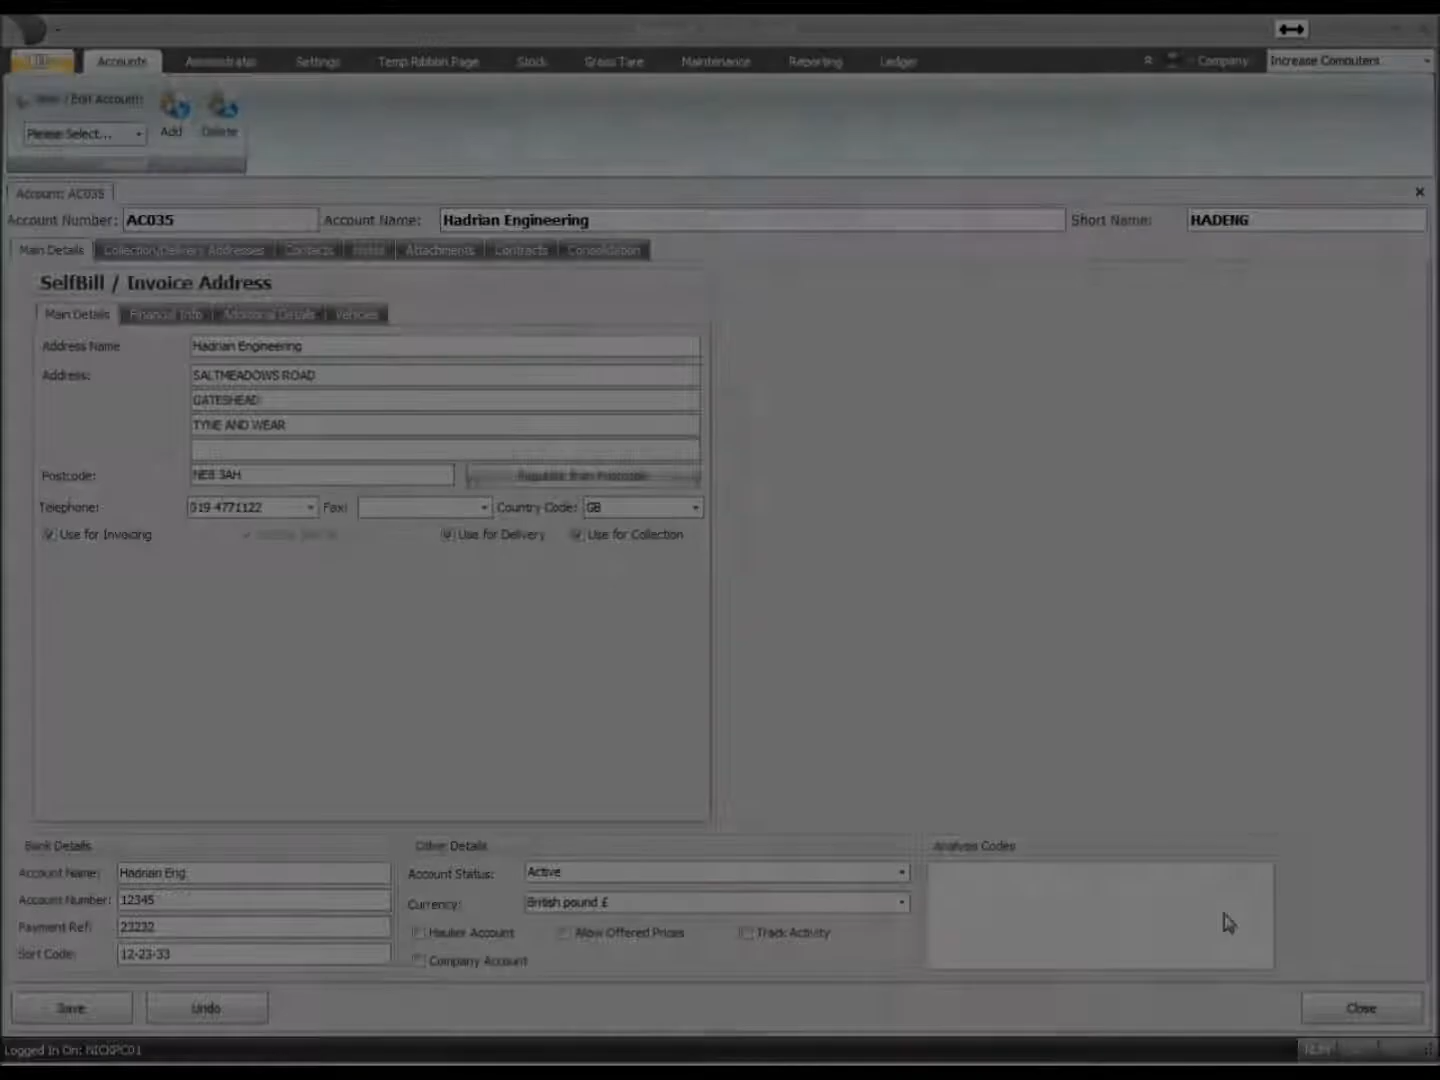 Accounts Administrator Settings Temp Ribbon Page Stock Gross Tare Maintenance Reporting Ledger Company Increase Computers
/ Edit Account:
Please Select... Add Delete
Account: AC035
Account Number: AC035 Account Name: Hadrian Engineering Short Name: HADENG
Main Details Collection/Delivery Addresses Contacts Notes Attachments Contracts Consolidation
SelfBill / Invoice Address
Main Details Financial Info Additional Details Vehicles
Address Name Hadrian Engineering
Address: SALTMEADOWS ROAD
GATESHEAD
TYNE AND WEAR
Postcode: NE8 3AH
Telephone: 019 4771122 Fax: Country Code: GB
Use for Invoicing Use for Delivery Use for Collection
Bank Details Other Details Analysis Codes
Account Name: Hadrian Eng Account Status: Active
Account Number: 12345 Currency: British pound £
Payment Ref: 23232 Haulier Account Allow Offered Prices Track Activity
Sort Code: 12-23-33 Company Account
Save Undo Close
Logged In On: NICKPC01 NUM